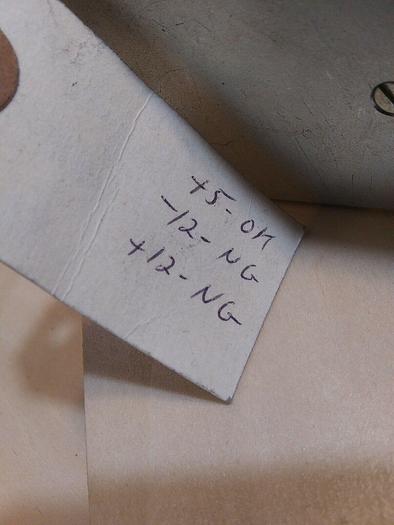 +5- OK
-12- NG
+12- NG